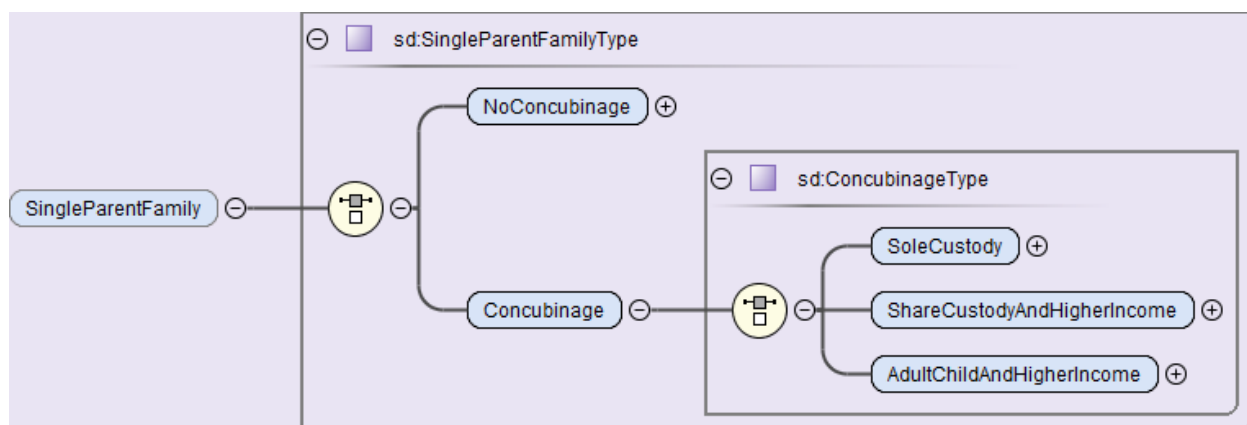 sd:SingleParentFamilyType
NoConcubinage
sd:ConcubinageType
SingleParentFamily
SoleCustody
Concubinage
ShareCustodyAndHigherIncome
AdultChildAndHigherIncome